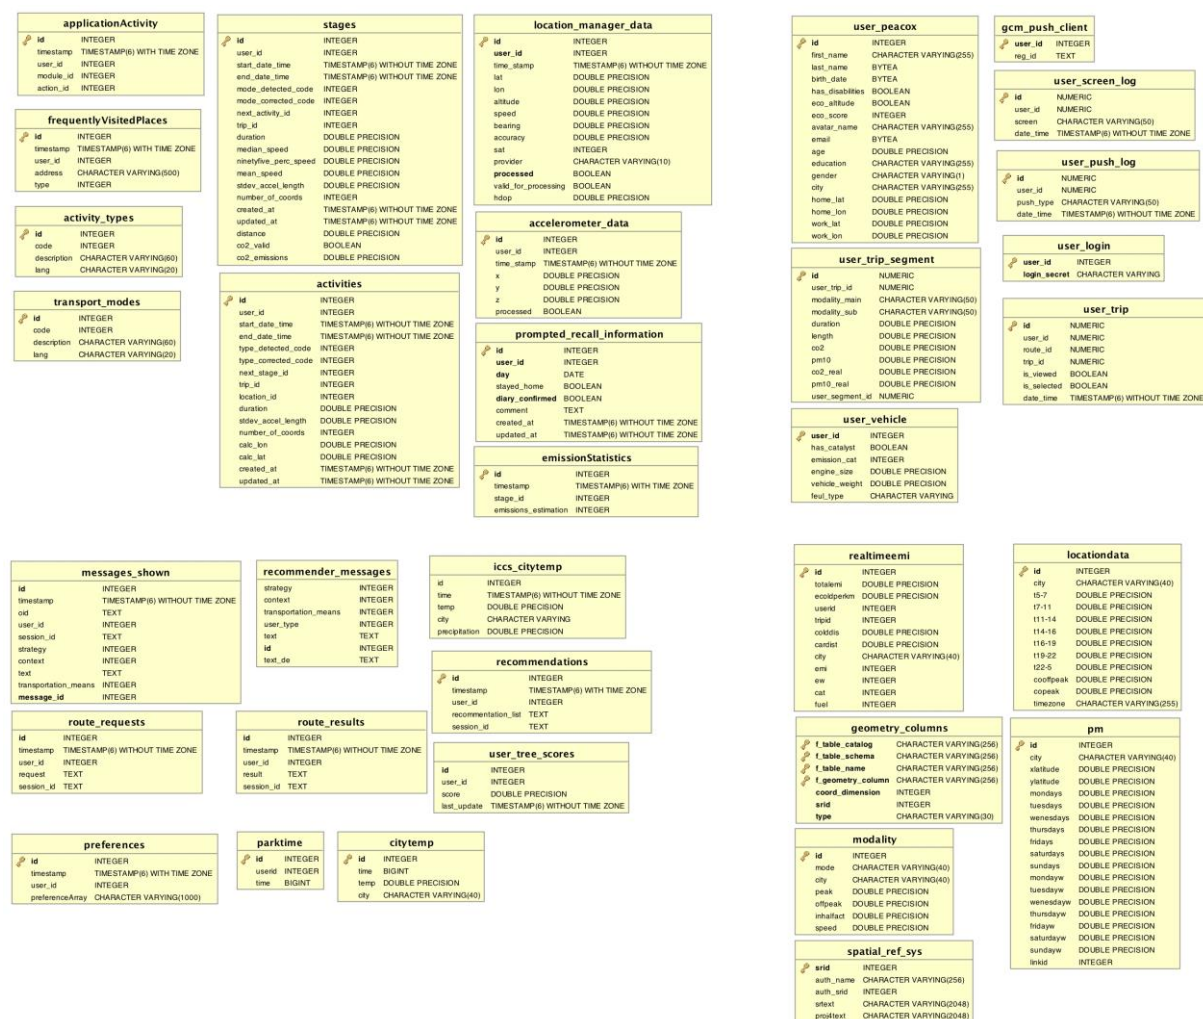 applicationActivity
id INTEGER
timestamp TIMESTAMP(6) WITH TIME ZONE
user_id INTEGER
module_id INTEGER
action_id INTEGER
frequentlyVisitedPlaces
id INTEGER
timestamp TIMESTAMP(6) WITH TIME ZONE
user_id INTEGER
address CHARACTER VARYING(500)
type INTEGER
activity_types
id INTEGER
code INTEGER
description CHARACTER VARYING(60)
lang CHARACTER VARYING(20)
transport_modes
id INTEGER
code INTEGER
description CHARACTER VARYING(60)
lang CHARACTER VARYING(20)
stages
id INTEGER
user_id INTEGER
start_date_time TIMESTAMP(6) WITHOUT TIME ZONE
end_date_time TIMESTAMP(6) WITHOUT TIME ZONE
mode_detected_code INTEGER
mode_corrected_code INTEGER
next_activity_id INTEGER
trip_id INTEGER
duration DOUBLE PRECISION
median_speed DOUBLE PRECISION
ninetyfive_perc_speed DOUBLE PRECISION
mean_speed DOUBLE PRECISION
stdev_accel_length DOUBLE PRECISION
number_of_coords INTEGER
created_at TIMESTAMP(6) WITHOUT TIME ZONE
updated_at TIMESTAMP(6) WITHOUT TIME ZONE
distance DOUBLE PRECISION
co2_valid BOOLEAN
co2_emissions DOUBLE PRECISION
activities
id INTEGER
user_id INTEGER
start_date_time TIMESTAMP(6) WITHOUT TIME ZONE
end_date_time TIMESTAMP(6) WITHOUT TIME ZONE
type_detected_code INTEGER
type_corrected_code INTEGER
next_stage_id INTEGER
trip_id INTEGER
location_id INTEGER
duration DOUBLE PRECISION
stdev_accel_length DOUBLE PRECISION
number_of_coords INTEGER
calc_lon DOUBLE PRECISION
calc_lat DOUBLE PRECISION
created_at TIMESTAMP(6) WITHOUT TIME ZONE
updated_at TIMESTAMP(6) WITHOUT TIME ZONE
location_manager_data
id INTEGER
user_id INTEGER
time_stamp TIMESTAMP(6) WITHOUT TIME ZONE
lat DOUBLE PRECISION
lon DOUBLE PRECISION
altitude DOUBLE PRECISION
speed DOUBLE PRECISION
bearing DOUBLE PRECISION
accuracy DOUBLE PRECISION
sat INTEGER
provider CHARACTER VARYING(10)
processed BOOLEAN
valid_for_processing BOOLEAN
hdop DOUBLE PRECISION
accelerometer_data
id INTEGER
user_id INTEGER
time_stamp TIMESTAMP(6) WITHOUT TIME ZONE
x DOUBLE PRECISION
y DOUBLE PRECISION
z DOUBLE PRECISION
processed BOOLEAN
prompted_recall_information
id INTEGER
user_id INTEGER
day DATE
stayed_home BOOLEAN
diary_confirmed BOOLEAN
comment TEXT
created_at TIMESTAMP(6) WITHOUT TIME ZONE
updated_at TIMESTAMP(6) WITHOUT TIME ZONE
emissionStatistics
id INTEGER
timestamp TIMESTAMP(6) WITH TIME ZONE
stage_id INTEGER
emissions_estimation INTEGER
user_peacox
id INTEGER
first_name CHARACTER VARYING(255)
last_name BYTEA
birth_date BYTEA
has_disabilities BOOLEAN
eco_altitude BOOLEAN
eco_score INTEGER
avatar_name CHARACTER VARYING(255)
email BYTEA
age DOUBLE PRECISION
education CHARACTER VARYING(255)
gender CHARACTER VARYING(1)
city CHARACTER VARYING(255)
home_lat DOUBLE PRECISION
home_lon DOUBLE PRECISION
work_lat DOUBLE PRECISION
work_lon DOUBLE PRECISION
user_trip_segment
id NUMERIC
user_trip_id NUMERIC
modality_main CHARACTER VARYING(50)
modality_sub CHARACTER VARYING(50)
duration DOUBLE PRECISION
length DOUBLE PRECISION
co2 DOUBLE PRECISION
pm10 DOUBLE PRECISION
co2_real DOUBLE PRECISION
pm10_real DOUBLE PRECISION
user_segment_id NUMERIC
user_vehicle
user_id INTEGER
has_catalyst BOOLEAN
emission_cat INTEGER
engine_size DOUBLE PRECISION
vehicle_weight DOUBLE PRECISION
feul_type CHARACTER VARYING
gcm_push_client
user_id INTEGER
reg_id TEXT
user_screen_log
id NUMERIC
user_id NUMERIC
screen CHARACTER VARYING(50)
date_time TIMESTAMP(6) WITHOUT TIME ZONE
user_push_log
id NUMERIC
user_id NUMERIC
push_type CHARACTER VARYING(50)
date_time TIMESTAMP(6) WITHOUT TIME ZONE
user_login
user_id INTEGER
login_secret CHARACTER VARYING
user_trip
id NUMERIC
user_id NUMERIC
route_id NUMERIC
trip_id NUMERIC
is_viewed BOOLEAN
is_selected BOOLEAN
date_time TIMESTAMP(6) WITHOUT TIME ZONE
messages_shown
id INTEGER
timestamp TIMESTAMP(6) WITHOUT TIME ZONE
oid TEXT
user_id INTEGER
session_id TEXT
strategy INTEGER
context INTEGER
text TEXT
transportation_means INTEGER
message_id INTEGER
recommender_messages
strategy INTEGER
context INTEGER
transportation_means INTEGER
user_type INTEGER
text TEXT
id INTEGER
text_de TEXT
iccs_citytemp
id INTEGER
time TIMESTAMP(6) WITHOUT TIME ZONE
temp DOUBLE PRECISION
city CHARACTER VARYING
precipitation DOUBLE PRECISION
recommendations
id INTEGER
timestamp TIMESTAMP(6) WITH TIME ZONE
user_id INTEGER
recommentation_list TEXT
session_id TEXT
route_requests
id INTEGER
timestamp TIMESTAMP(6) WITHOUT TIME ZONE
user_id INTEGER
request TEXT
session_id TEXT
route_results
id INTEGER
timestamp TIMESTAMP(6) WITHOUT TIME ZONE
user_id INTEGER
result TEXT
session_id TEXT
user_tree_scores
id INTEGER
user_id INTEGER
score DOUBLE PRECISION
last_update TIMESTAMP(6) WITHOUT TIME ZONE
preferences
id INTEGER
timestamp TIMESTAMP(6) WITH TIME ZONE
user_id INTEGER
preferenceArray CHARACTER VARYING(1000)
parktime
id INTEGER
userid INTEGER
time BIGINT
citytemp
id INTEGER
time BIGINT
temp DOUBLE PRECISION
city CHARACTER VARYING(40)
realtimeemi
id INTEGER
totalemi DOUBLE PRECISION
ecoldperkm DOUBLE PRECISION
userid INTEGER
tripid INTEGER
colddis DOUBLE PRECISION
cardist DOUBLE PRECISION
city CHARACTER VARYING(40)
emi INTEGER
ew INTEGER
cat INTEGER
fuel INTEGER
geometry_columns
f_table_catalog CHARACTER VARYING(256)
f_table_schema CHARACTER VARYING(256)
f_table_name CHARACTER VARYING(256)
f_geometry_column CHARACTER VARYING(256)
coord_dimension INTEGER
srid INTEGER
type CHARACTER VARYING(30)
modality
id INTEGER
mode CHARACTER VARYING(40)
city CHARACTER VARYING(40)
peak DOUBLE PRECISION
offpeak DOUBLE PRECISION
inhalfact DOUBLE PRECISION
speed DOUBLE PRECISION
spatial_ref_sys
srid INTEGER
auth_name CHARACTER VARYING(256)
auth_srid INTEGER
srtext CHARACTER VARYING(2048)
proj4text CHARACTER VARYING(2048)
locationdata
id INTEGER
city CHARACTER VARYING(40)
t5-7 DOUBLE PRECISION
t7-11 DOUBLE PRECISION
t11-14 DOUBLE PRECISION
t14-16 DOUBLE PRECISION
t16-19 DOUBLE PRECISION
t19-22 DOUBLE PRECISION
t22-5 DOUBLE PRECISION
cooffpeak DOUBLE PRECISION
copeak DOUBLE PRECISION
timezone CHARACTER VARYING(255)
pm
id INTEGER
city CHARACTER VARYING(40)
xlatitude DOUBLE PRECISION
ylatitude DOUBLE PRECISION
mondays DOUBLE PRECISION
tuesdays DOUBLE PRECISION
wenesdays DOUBLE PRECISION
thursdays DOUBLE PRECISION
fridays DOUBLE PRECISION
saturdays DOUBLE PRECISION
sundays DOUBLE PRECISION
mondayw DOUBLE PRECISION
tuesdayw DOUBLE PRECISION
wenesdayw DOUBLE PRECISION
thursdayw DOUBLE PRECISION
fridayw DOUBLE PRECISION
saturdayw DOUBLE PRECISION
sundayw DOUBLE PRECISION
linkid INTEGER